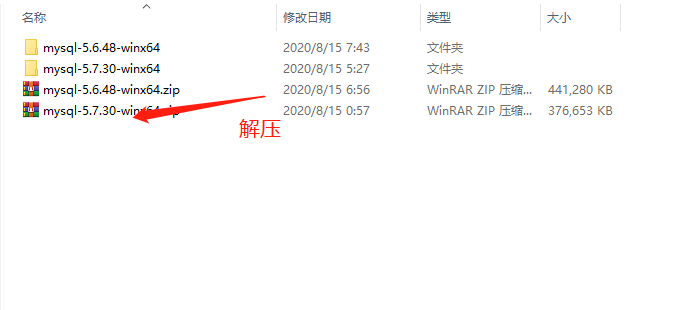 名称 修改日期 类型 大小
mysql-5.6.48-winx64 2020/8/15 7:43 文件夹
mysql-5.7.30-winx64 2020/8/15 5:27 文件夹
mysql-5.6.48-winx64.zip 2020/8/15 6:56 WinRAR ZIP 压缩... 441,280 KB
mysql-5.7.30-winx64.zip 2020/8/15 0:57 WinRAR ZIP 压缩... 376,653 KB
解压